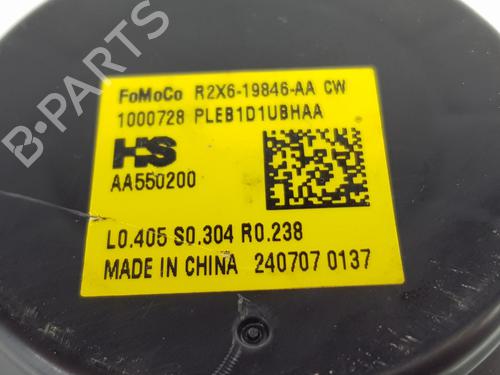 FoMoCo R2X6-19846-AA CW
1000728 PLEB1D1UBHAA
HS
AA550200
L0.405 S0.304 R0.238
MADE IN CHINA 240707 0137
B-PARTS